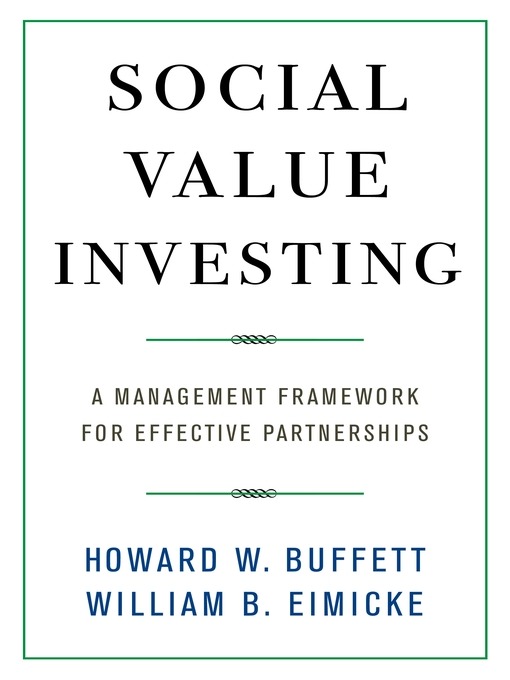 SOCIAL
VALUE
INVESTING
A MANAGEMENT FRAMEWORK
FOR EFFECTIVE PARTNERSHIPS
HOWARD W. BUFFETT
WILLIAM B. EIMICKE